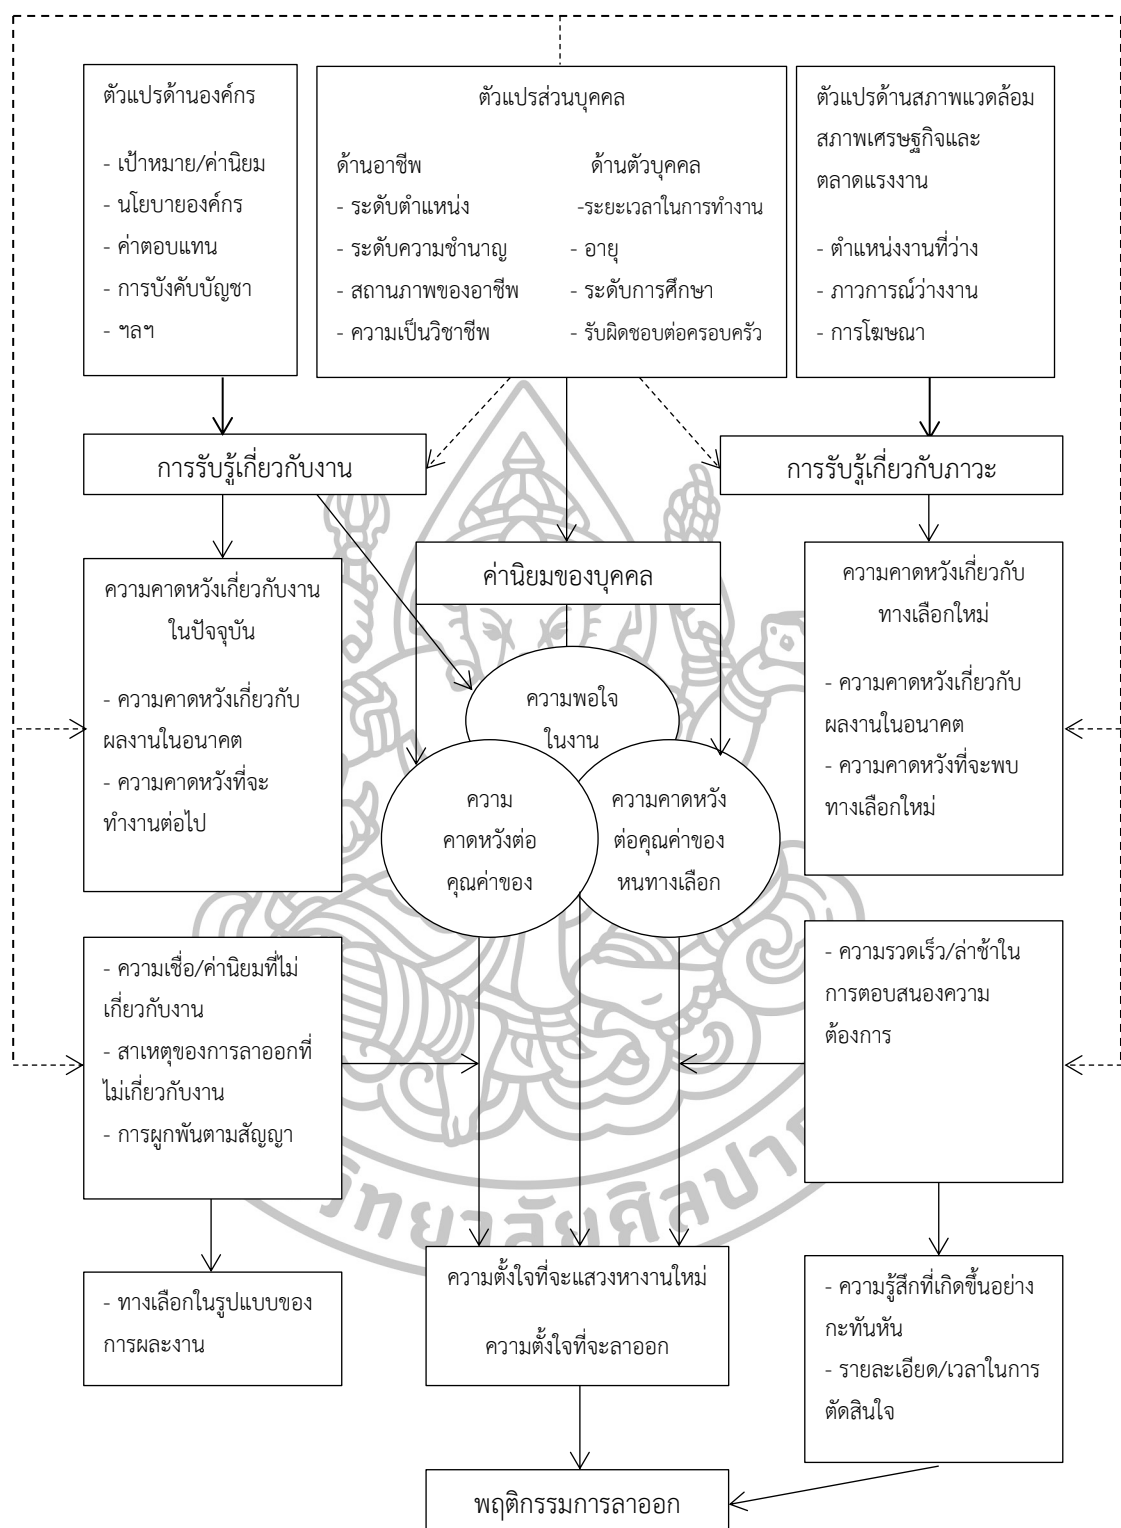 ตัวแปรด้านองค์กร
- เป้าหมาย/ค่านิยม
- นโยบายองค์กร
- ค่าตอบแทน
- การบังคับบัญชา
- ฯลฯ
ตัวแปรส่วนบุคคล
ด้านอาชีพ
- ระดับตำแหน่ง
- ระดับความชำนาญ
- สถานภาพของอาชีพ
- ความเป็นวิชาชีพ
ด้านตัวบุคคล
-ระยะเวลาในการทำงาน
- อายุ
- ระดับการศึกษา
- รับผิดชอบต่อครอบครัว
ตัวแปรด้านสภาพแวดล้อม
สภาพเศรษฐกิจและ
ตลาดแรงงาน
- ตำแหน่งงานที่ว่าง
- ภาวการณ์ว่างงาน
- การโฆษณา
การรับรู้เกี่ยวกับงาน
การรับรู้เกี่ยวกับภาวะ
ค่านิยมของบุคคล
ความคาดหวังเกี่ยวกับงาน
ในปัจจุบัน
- ความคาดหวังเกี่ยวกับ
ผลงานในอนาคต
- ความคาดหวังที่จะ
ทำงานต่อไป
ความพอใจ
ในงาน
ความ
คาดหวังต่อ
คุณค่าของ
ความคาดหวัง
ต่อคุณค่าของ
หนทางเลือก
ความคาดหวังเกี่ยวกับ
ทางเลือกใหม่
- ความคาดหวังเกี่ยวกับ
ผลงานในอนาคต
- ความคาดหวังที่จะพบ
ทางเลือกใหม่
- ความเชื่อ/ค่านิยมที่ไม่
เกี่ยวกับงาน
- สาเหตุของการลาออกที่
ไม่เกี่ยวกับงาน
- การผูกพันตามสัญญา
- ความรวดเร็ว/ล่าช้าใน
การตอบสนองความ
ต้องการ
วิทยาลัยศิลปาก
- ทางเลือกในรูปแบบของ
การผละงาน
ความตั้งใจที่จะแสวงหางานใหม่
ความตั้งใจที่จะลาออก
- ความรู้สึกที่เกิดขึ้นอย่าง
กะทันหัน
- รายละเอียด/เวลาในการ
ตัดสินใจ
พฤติกรรมการลาออก